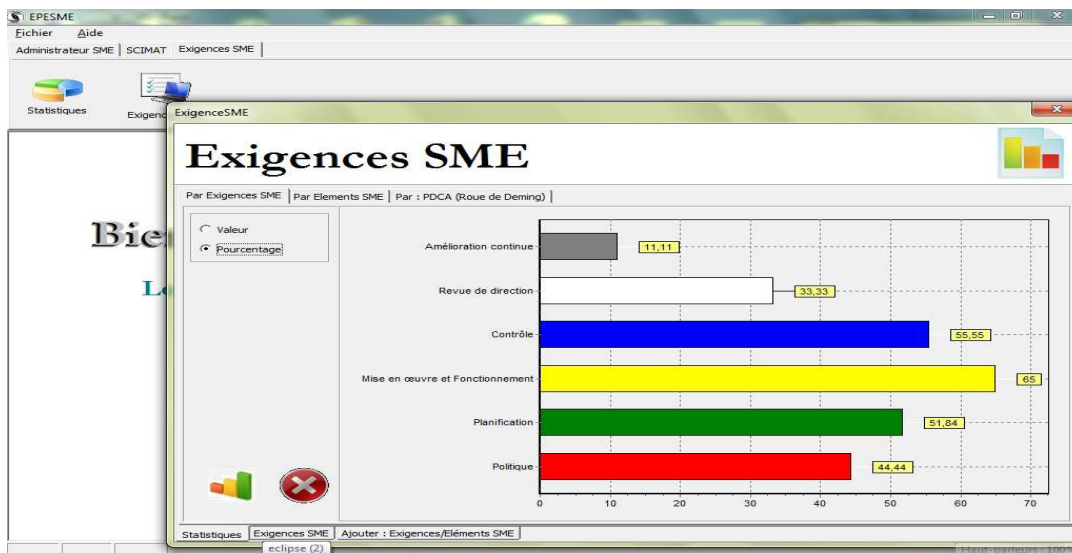 EPESME
Fichier Aide
Administrateur SME SCIMAT Exigences SME
Statistiques
Exigenc
ExigenceSME
Exigences SME
Par Exigences SME Par Elements SME Par : PDCA (Roue de Deming)
Valeur
Pourcentage
Bie
L
Amélioration continue 11,11
Revue de direction 33,33
Contrôle 55,55
Mise en œuvre et Fonctionnement 65
Planification 51,84
Politique 44,44
0 10 20 30 40 50 60 70
Statistiques Exigences SME Ajouter : Exigences/Eléments SME
eclipse (2)